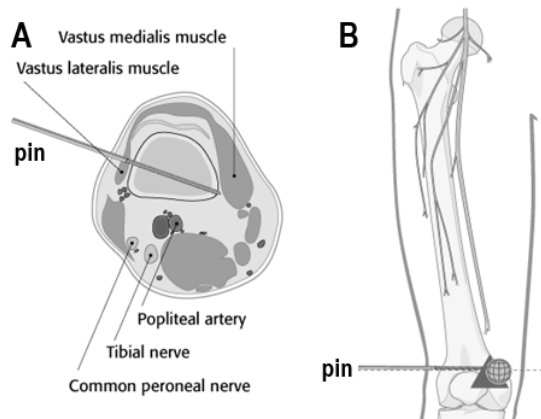 A
Vastus medialis muscle
Vastus lateralis muscle
pin
Popliteal artery
Tibial nerve
Common peroneal nerve
B
pin